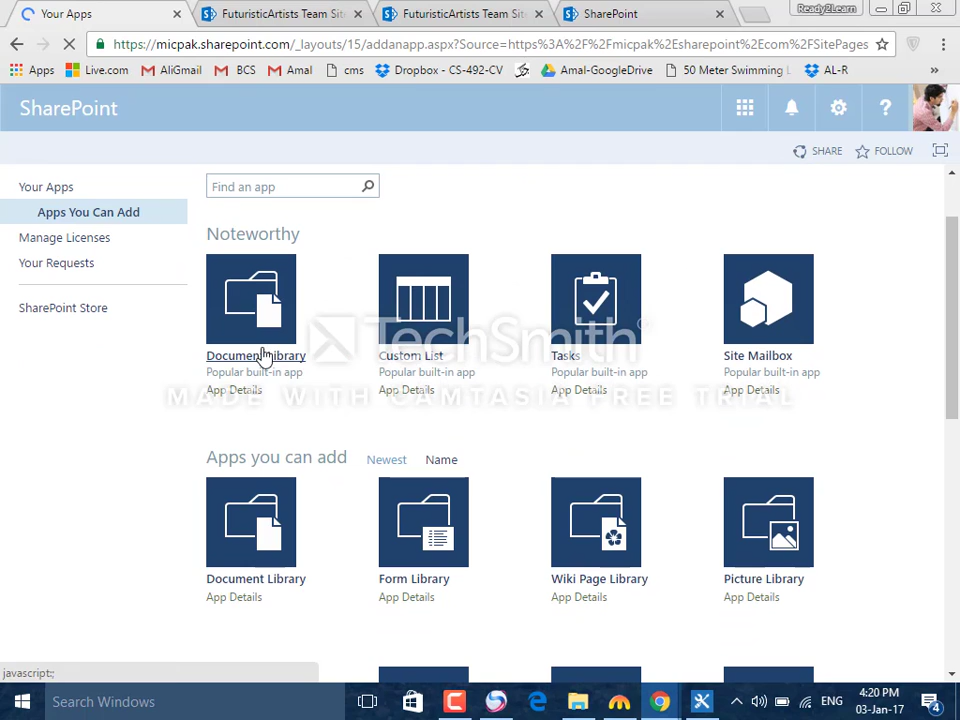 Your Apps
FuturisticArtists Team Site
FuturisticArtists Team Site
SharePoint
Ready2Learn
https://micpak.sharepoint.com/_layouts/15/addanapp.aspx?Source=https%3A%2F%2Fmicpak%2Esharepoint%2Ecom%2FSitePages
Apps
Live.com
AliGmail
BCS
Amal
cms
Dropbox - CS-492-CV
Amal-GoogleDrive
50 Meter Swimming
AL-R
SharePoint
SHARE
FOLLOW
Your Apps
Apps You Can Add
Manage Licenses
Your Requests
SharePoint Store
Find an app
Noteworthy
Document Library
Custom List
Tasks
Site Mailbox
Popular built-in app
Popular built-in app
Popular built-in app
Popular built-in app
App Details
App Details
App Details
App Details
TechSmith
MADE WITH CAMTASIA FREE TRIAL
Apps you can add
Newest
Name
Document Library
Form Library
Wiki Page Library
Picture Library
App Details
App Details
App Details
App Details
javascript:;
Search Windows
ENG
4:20 PM
03-Jan-17
4